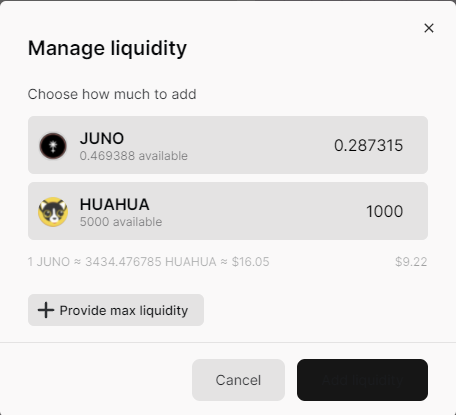 ×
Manage liquidity
Choose how much to add
JUNO
0.469388 available
0.287315
HUAHUA
5000 available
1000
1 JUNO ≈ 3434.476785 HUAHUA ≈ $16.05
$9.22
Provide max liquidity
Cancel